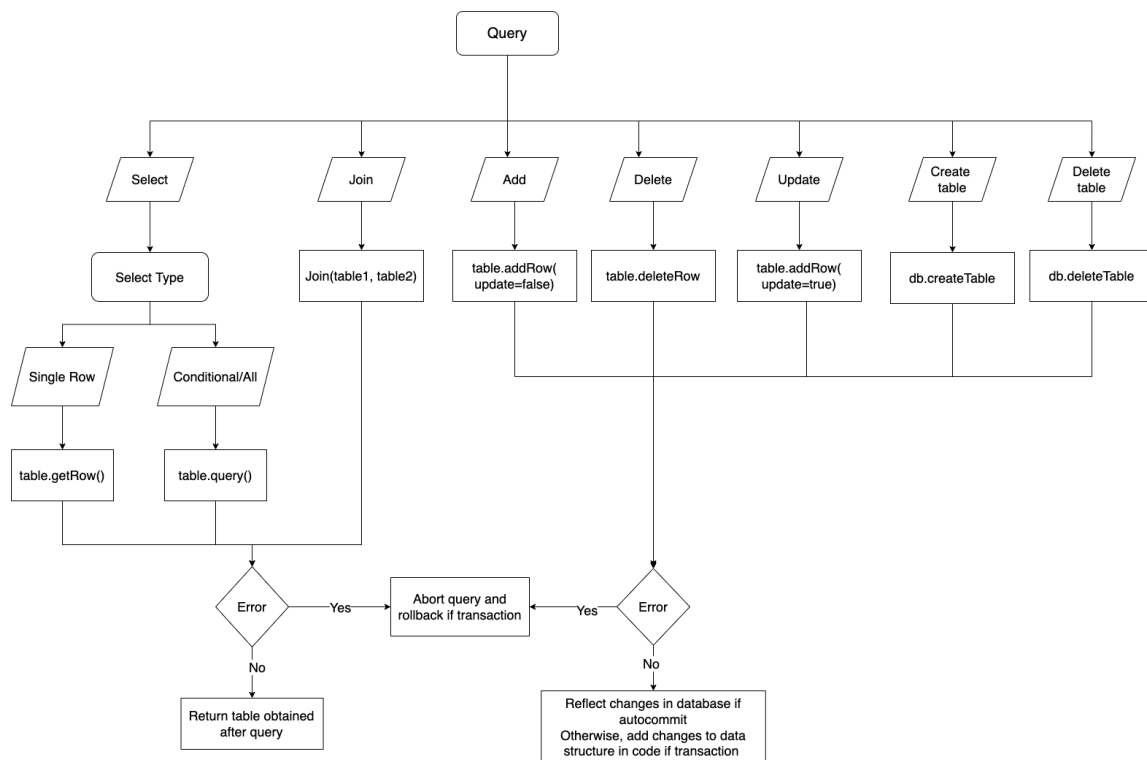 Query
Select
Join
Add
Delete
Update
Create
table
Delete
table
Select Type
Join(table1, table2)
table.addRow(
update=false)
table.deleteRow
table.addRow(
update=true)
db.createTable
db.deleteTable
Single Row
Conditional/All
table.getRow()
table.query()
Error
Yes
Abort query and
rollback if transaction
Yes
Error
No
No
Return table obtained
after query
Reflect changes in database if
autocommit
Otherwise, add changes to data
structure in code if transaction